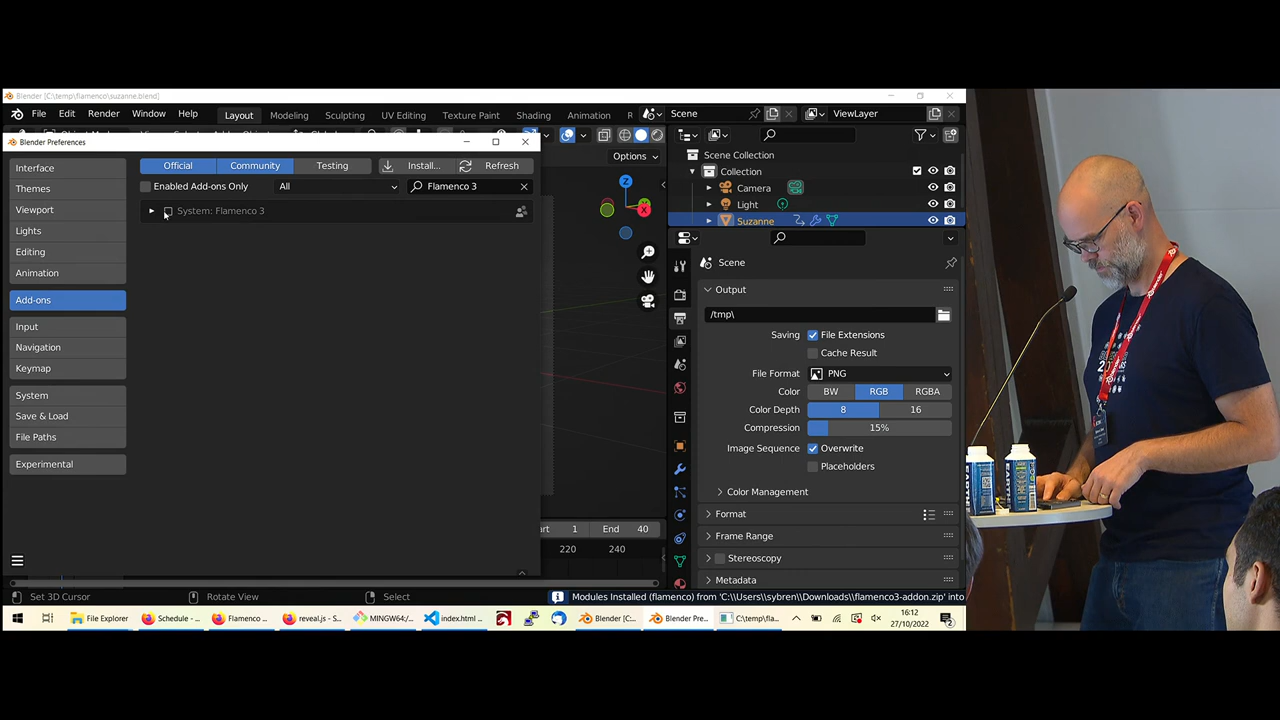 Blender [C:\temp\flamenco\suzanne.blend]
File Edit Render Window Help Layout Modeling Sculpting UV Editing Texture Paint Shading Animation Scene ViewLayer
Blender Preferences
Options
Interface
Themes
Viewport
Lights
Editing
Animation
Add-ons
Input
Navigation
Keymap
System
Save & Load
File Paths
Experimental
Official Community Testing Install... Refresh
Enabled Add-ons Only All Flamenco 3
System: Flamenco 3
Z
X
Scene Collection
Collection
Camera
Light
Suzanne
Scene
Output
/tmp\
Saving File Extensions
Cache Result
File Format PNG
Color BW RGB RGBA
Color Depth 8 16
Compression 15%
Image Sequence Overwrite
Placeholders
Color Management
Format
Frame Range
Stereoscopy
Metadata
art 1 End 40
220 240
Set 3D Cursor Rotate View Select
Modules Installed (flamenco) from 'C:\\Users\\sybren\\Downloads\\flamenco3-addon.zip' into
File Explorer Schedule - ... Flamenco ... reveal.js - S... MINGW64:/... index.html ... Blender [C... Blender Pre... C:\temp\fla...
16:12
27/10/2022
2
EARTH